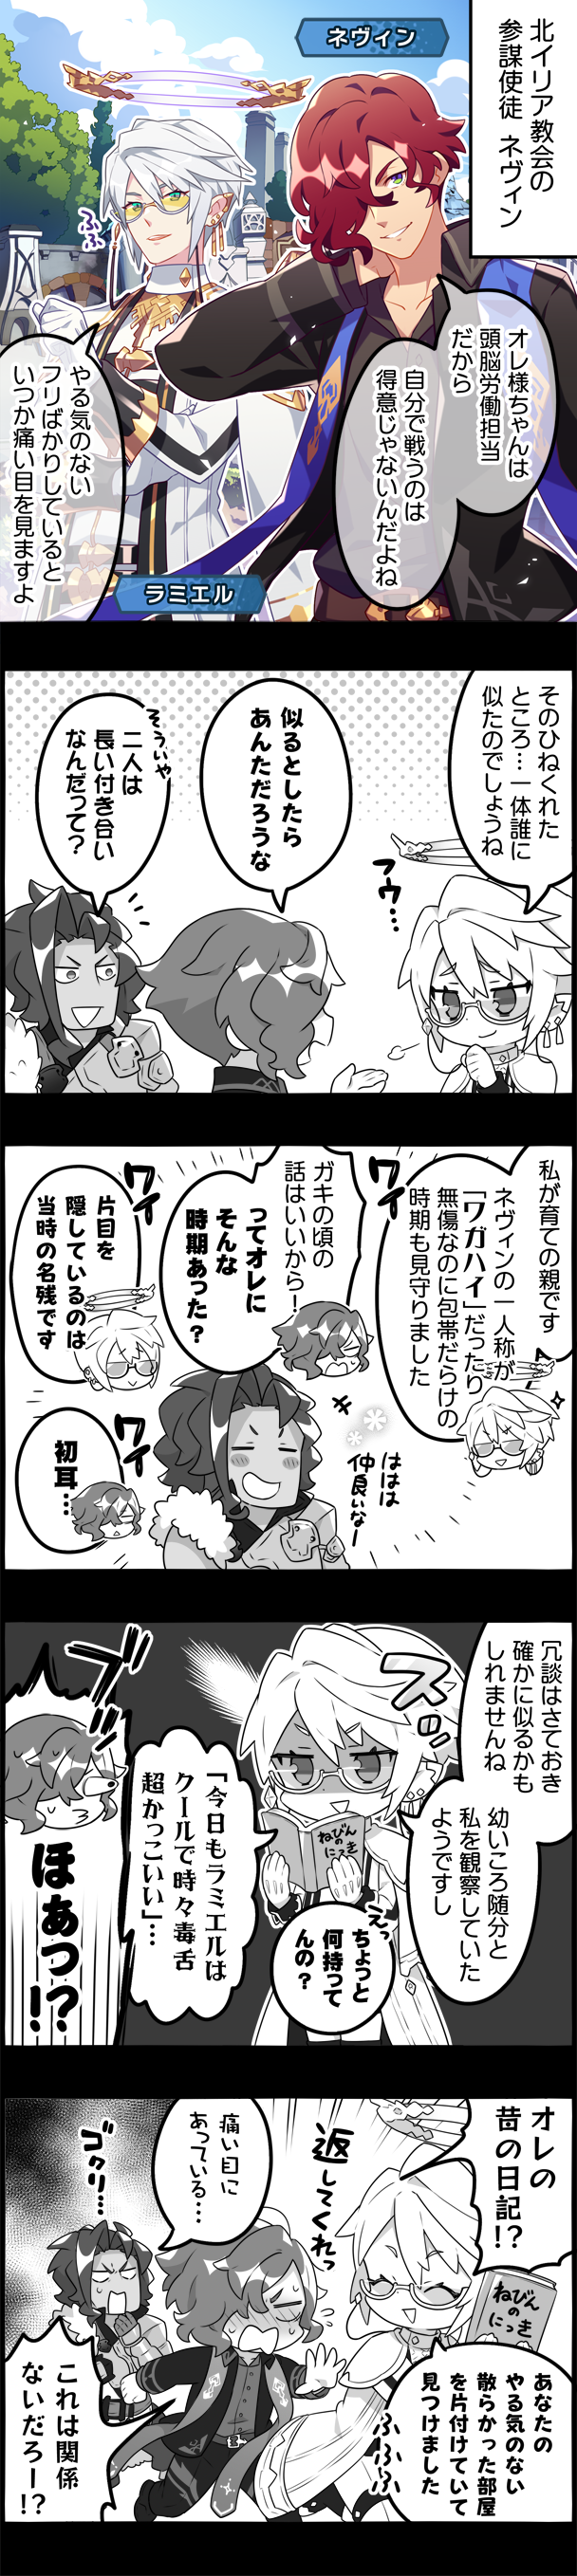 北イリア教会の
参謀使徒 ネヴィン
ネヴィン
オレ様ちゃんは
頭脳労働担当
だから
自分で戦うのは
得意じゃないんだよね
ふふ
やる気のない
フリばかりしていると
いつか痛い目を見ますよ
ラミエル
そのひねくれた
ところ…一体誰に
似たのでしょうね
フゥ…
似るとしたら
あんただろうな
そういや
二人は
長い付き合い
なんだって?
私が育ての親です
ネヴィンの一人称が
「ワガハイ」だったり
無傷なのに包帯だらけの
時期も見守りました
ガキの頃の
話はいいから!
ってオレに
そんな
時期あった?
ワイ
片目を
隠しているのは
当時の名残です
ワイ
初耳…
ははは
仲良いなー
冗談はさておき
確かに似るかも
しれませんね
幼いころ随分と
私を観察していた
ようですし
スッ
ねびん
の
にっき
えっ
ちょっと
何持って
んの?
「今日もラミエルは
クールで時々毒舌
超かっこいい」…
ブーッ
ほぁっ!?
オレの
昔の日記!?
ねびん
の
にっき
返してくれっ
あなたの
やる気のない
散らかった部屋
を片付けていて
見つけました
ふふふふ
痛い目に
あっている…
ゴクリ…
これは関係
ないだろー!?